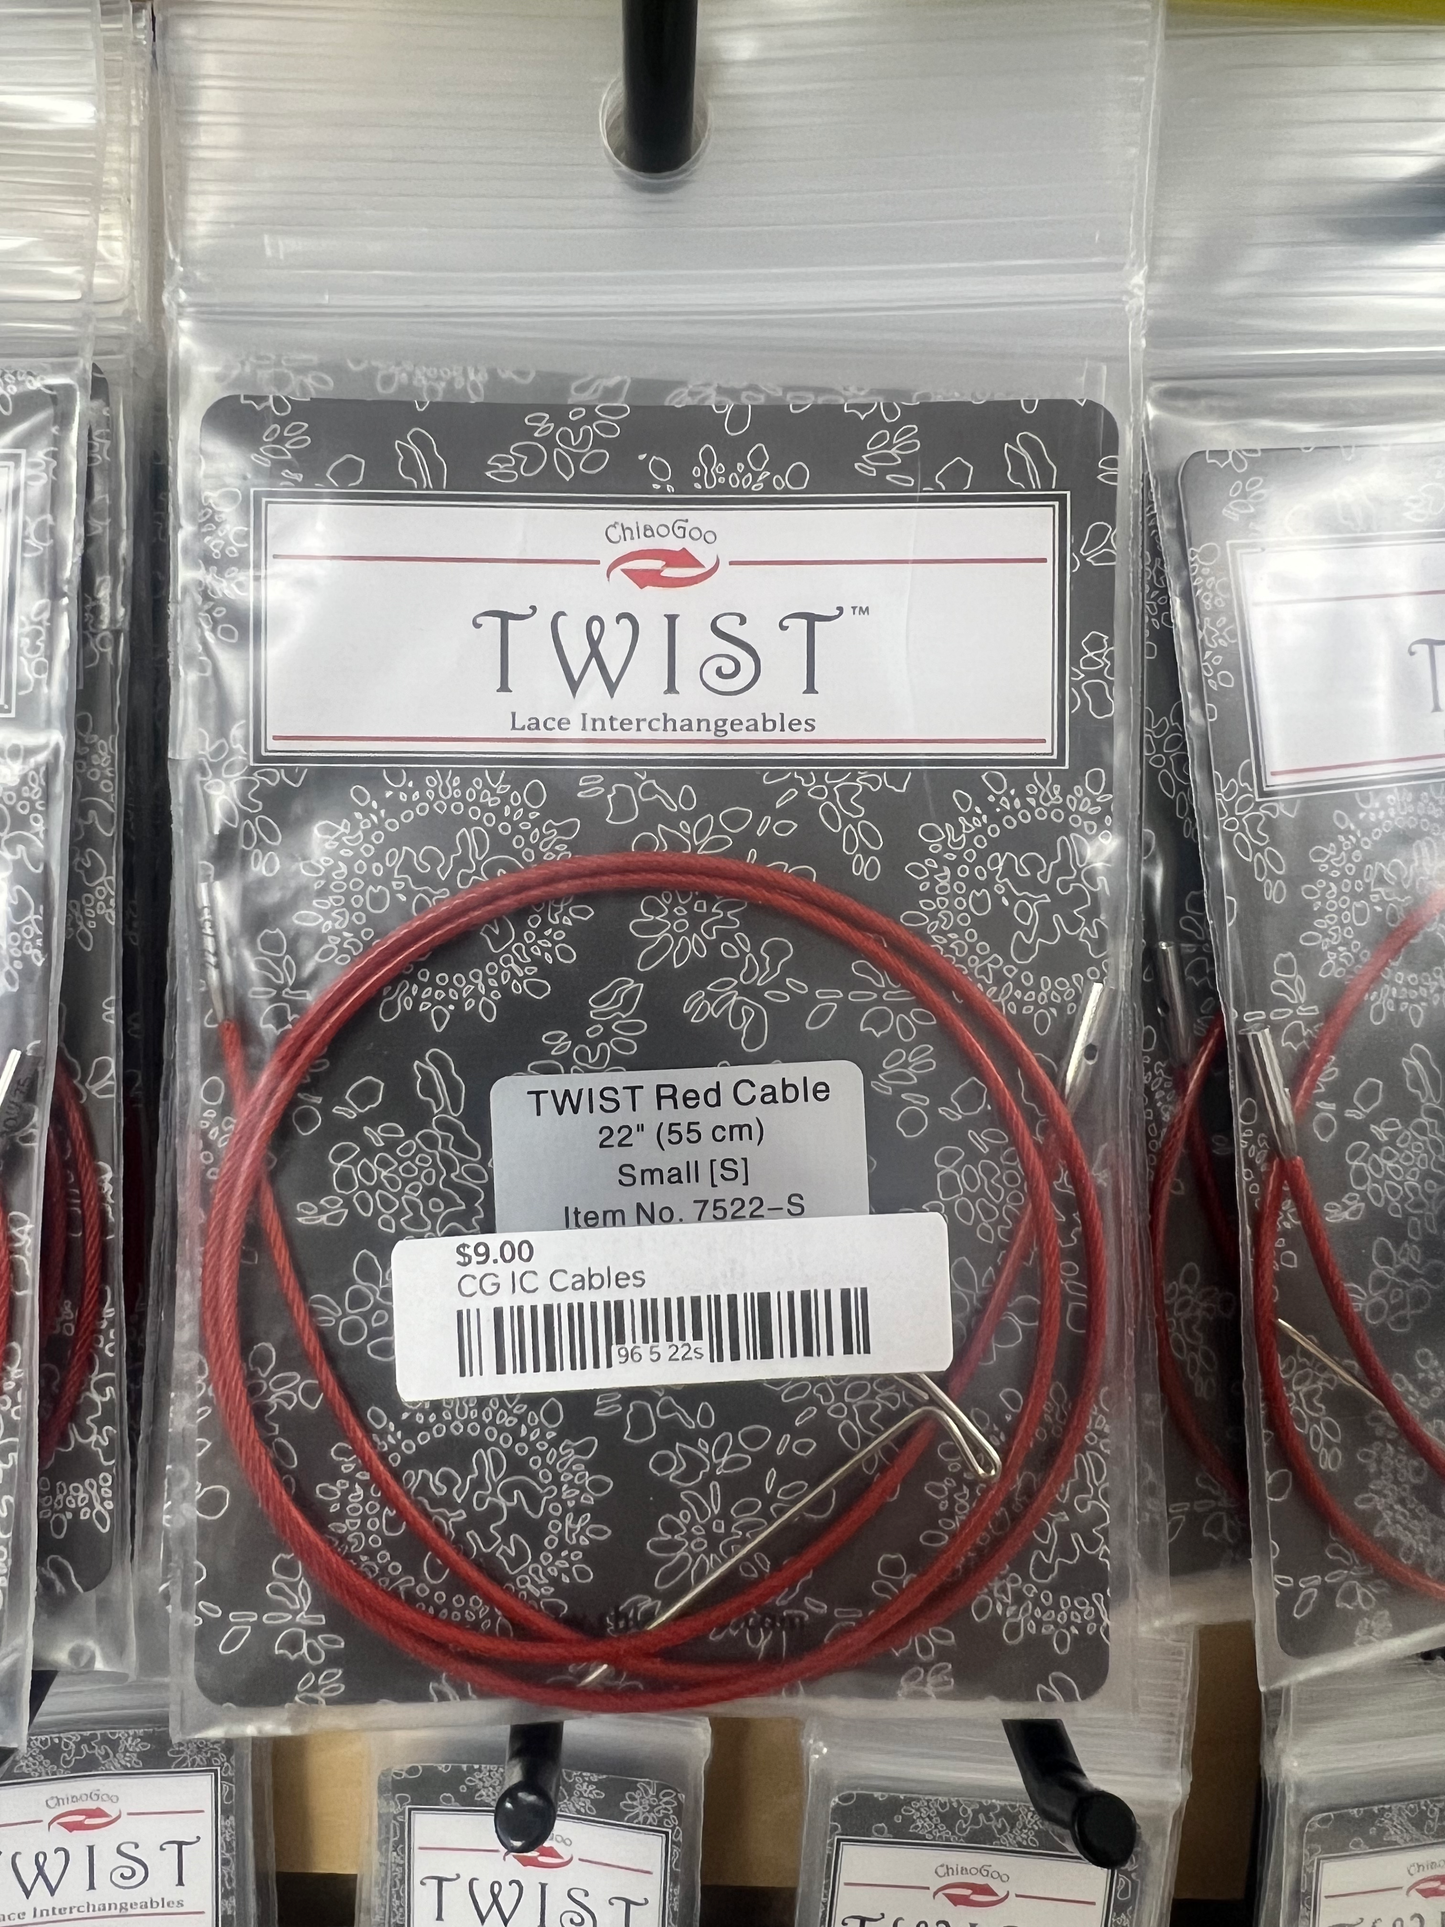 ChiaoGoo
TWIST™
Lace Interchangeables
TWIST Red Cable
22" (55 cm)
Small [S]
Item No. 7522-S
$9.00
CG IC Cables
96 5 22s
ChiaoGoo
TWIST
Lace Interchangeables
TWIST
ChiaoGoo
TWIST